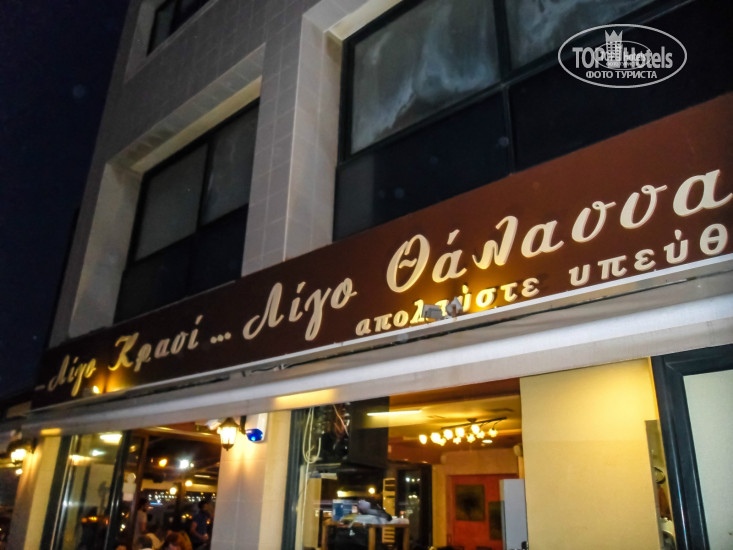 ... Λίγο Κρασί ... Λίγο Θάλασσα
απολαύστε υπεύθ
TOP Hotels
ФОТО ТУРИСТА